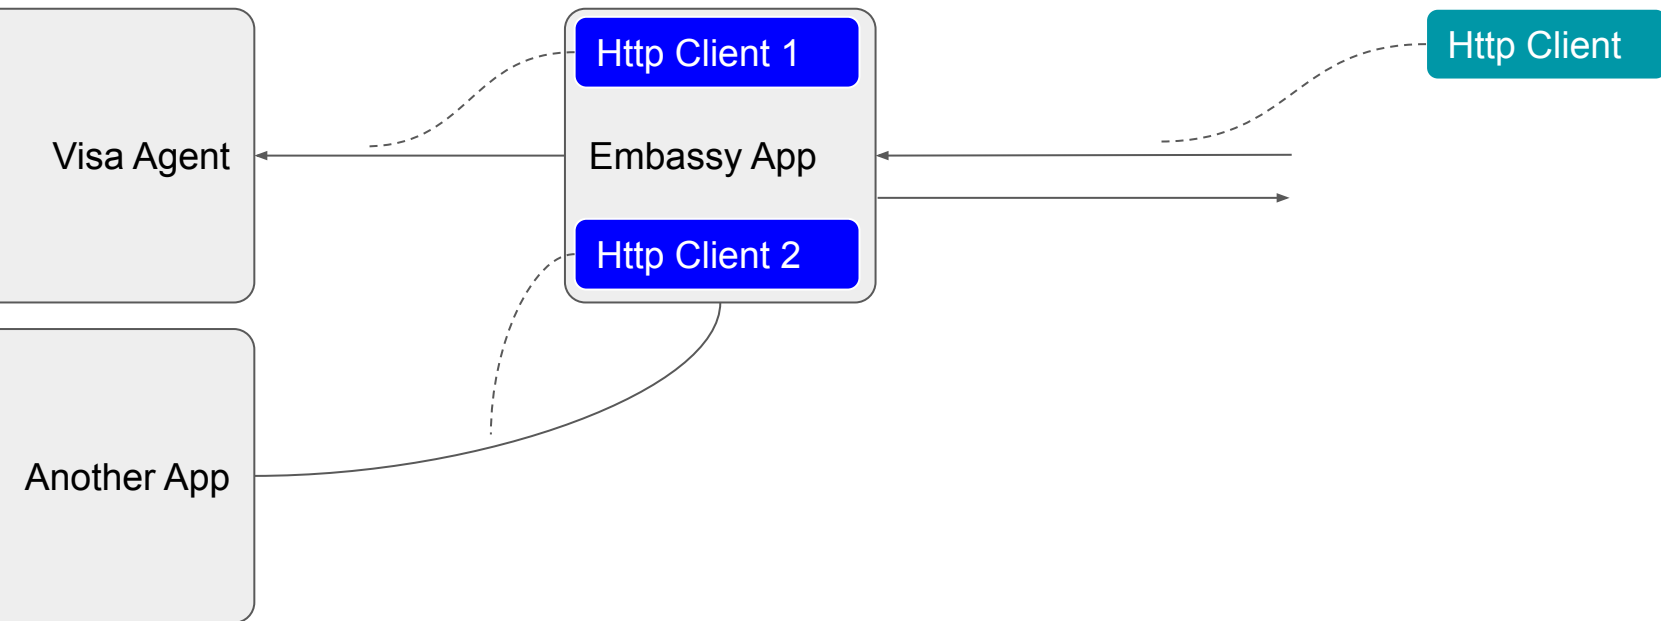 Http Client 1
Http Client
Visa Agent
Embassy App
Http Client 2
Another App